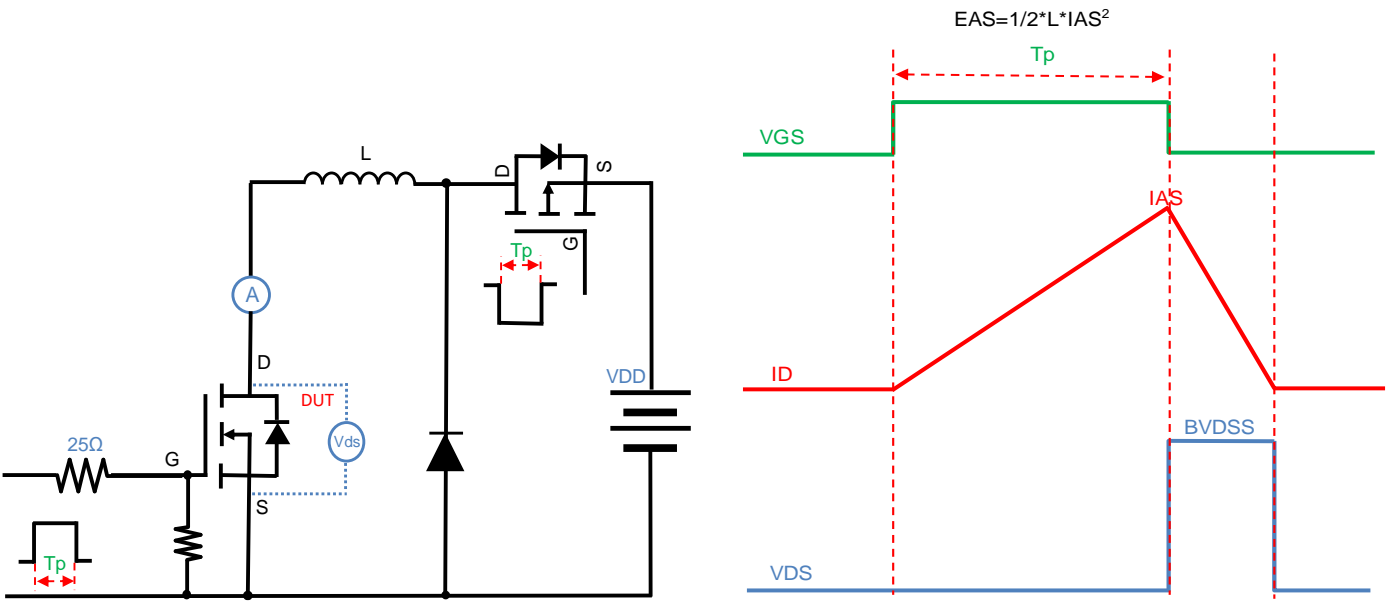 EAS=1/2*L*IAS²
Tp
VGS
L
D
S
G
Tp
IAS
A
D
VDD
DUT
ID
25Ω
G
Vds
BVDSS
S
Tp
VDS